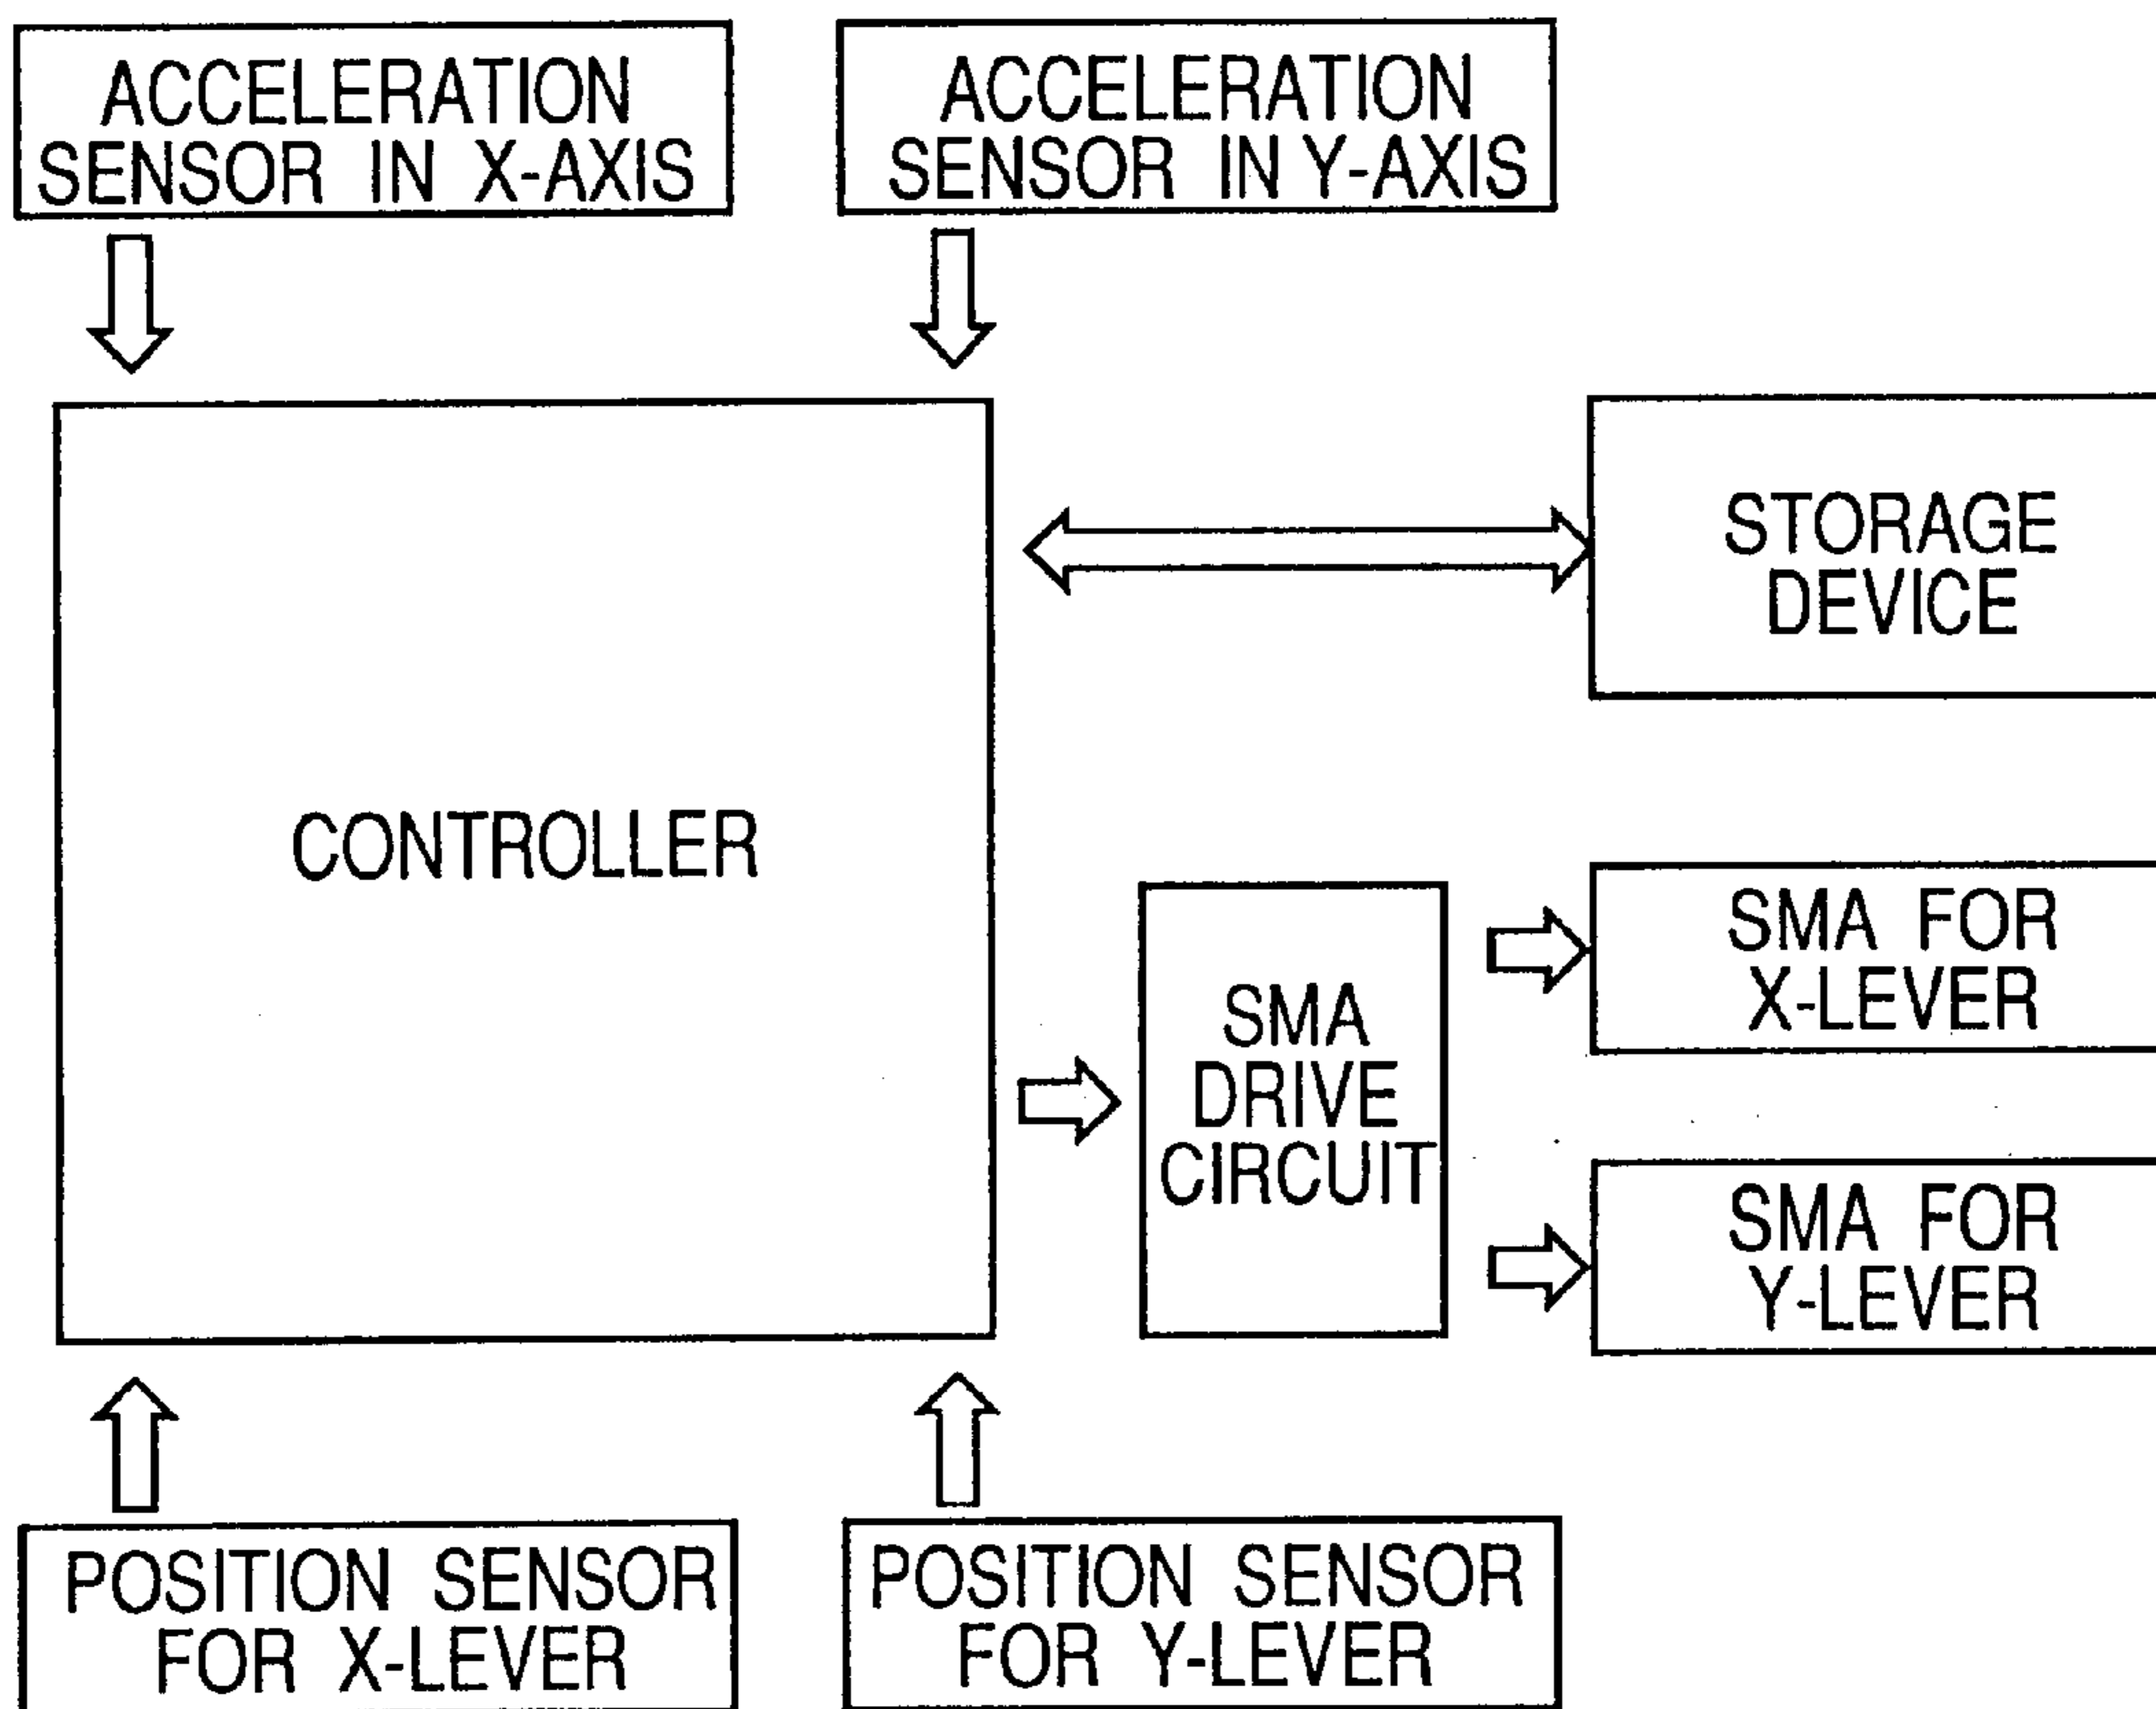 ACCELERATION
SENSOR IN X-AXIS
ACCELERATION
SENSOR IN Y-AXIS
STORAGE
DEVICE
CONTROLLER
SMA
DRIVE
CIRCUIT
SMA FOR
X-LEVER
SMA FOR
Y-LEVER
POSITION SENSOR
FOR X-LEVER
POSITION SENSOR
FOR Y-LEVER